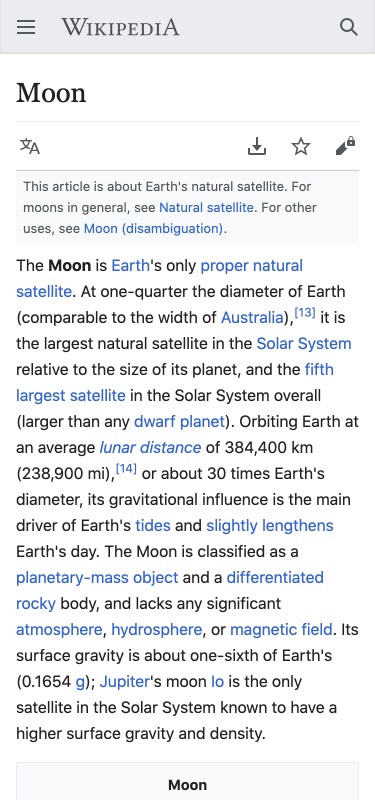 WIKIPEDIA
Moon
This article is about Earth's natural satellite. For
moons in general, see Natural satellite. For other
uses, see Moon (disambiguation).
The Moon is Earth's only proper natural
satellite. At one-quarter the diameter of Earth
(comparable to the width of Australia),[13] it is
the largest natural satellite in the Solar System
relative to the size of its planet, and the fifth
largest satellite in the Solar System overall
(larger than any dwarf planet). Orbiting Earth at
an average lunar distance of 384,400 km
(238,900 mi),[14] or about 30 times Earth's
diameter, its gravitational influence is the main
driver of Earth's tides and slightly lengthens
Earth's day. The Moon is classified as a
planetary-mass object and a differentiated
rocky body, and lacks any significant
atmosphere, hydrosphere, or magnetic field. Its
surface gravity is about one-sixth of Earth's
(0.1654 g); Jupiter's moon Io is the only
satellite in the Solar System known to have a
higher surface gravity and density.
Moon